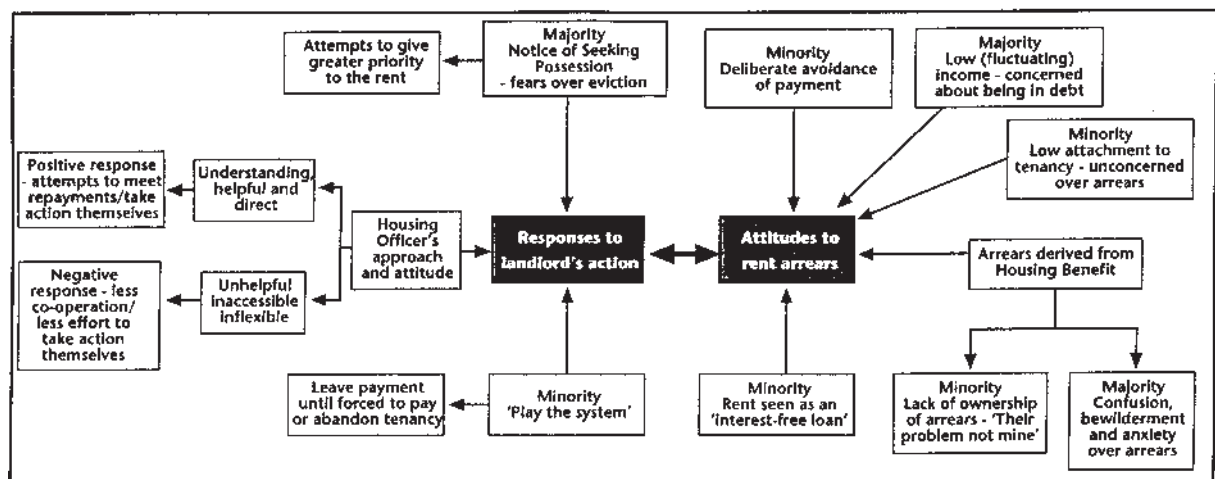 Attempts to give
greater priority
to the rent
Majority
Notice of Seeking
Possession
- fears over eviction
Minority
Deliberate avoidance
of payment
Majority
Low (fluctuating)
income - concerned
about being in debt
Minority
Low attachment to
tenancy - unconcerned
over arrears
Positive response
- attempts to meet
repayments/take
action themselves
Understanding,
helpful and
direct
Housing
Officer's
approach
and attitude
Responses to
landlord's action
Attitudes to
rent arrears
Arrears derived from
Housing Benefit
Negative
response - less
co-operation/
less effort to
take action
themselves
Unhelpful
inaccessible
inflexible
Leave payment
until forced to pay
or abandon tenancy
Minority
'Play the system'
Minority
Rent seen as an
'interest-free loan'
Minority
Lack of ownership
of arrears - 'Their
problem not mine'
Majority
Confusion,
bewilderment
and anxiety
over arrears